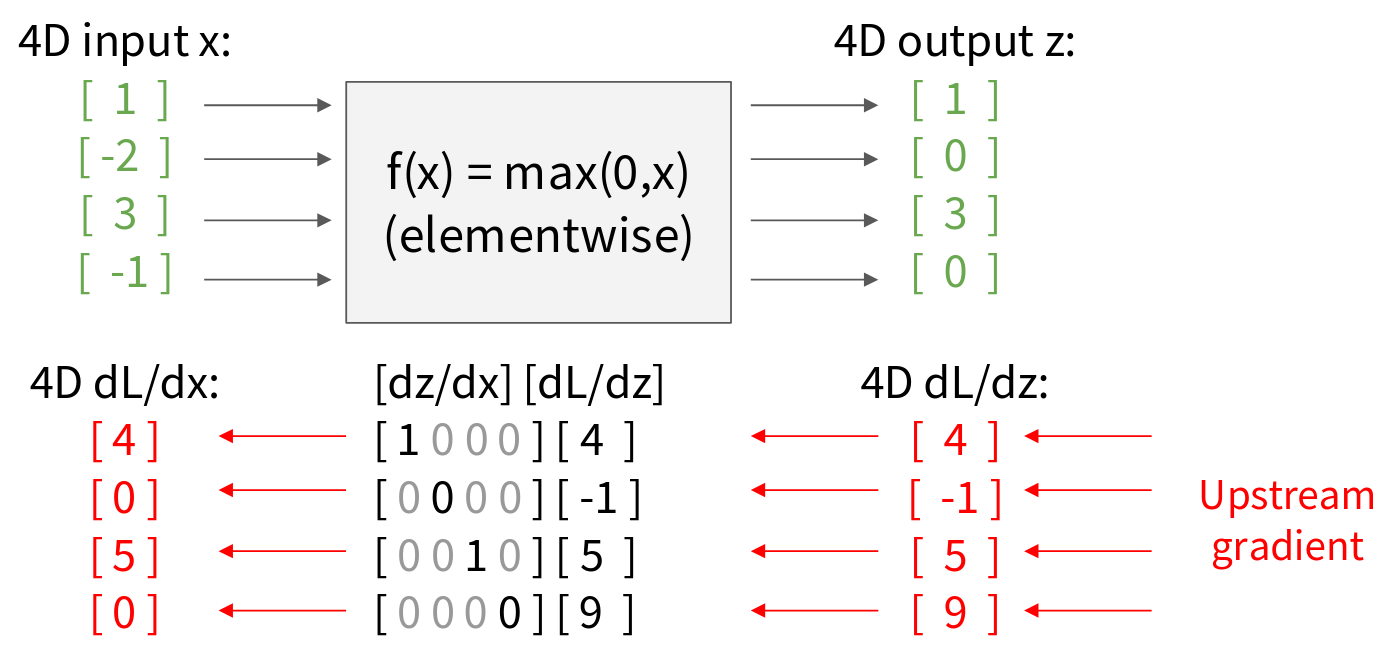 4D input x:
4D output z:
[ 1 ]
[ 1 ]
[ -2 ]
[ 0 ]
[ 3 ]
[ 3 ]
[ -1 ]
[ 0 ]
f(x) = max(0,x)
(elementwise)
4D dL/dx:
[dz/dx] [dL/dz]
4D dL/dz:
[ 4 ]
[ 1 0 0 0 ] [ 4 ]
[ 4 ]
[ 0 ]
[ 0 0 0 0 ] [ -1 ]
[ -1 ]
[ 5 ]
[ 0 0 1 0 ] [ 5 ]
[ 5 ]
[ 0 ]
[ 0 0 0 0 ] [ 9 ]
[ 9 ]
Upstream
gradient